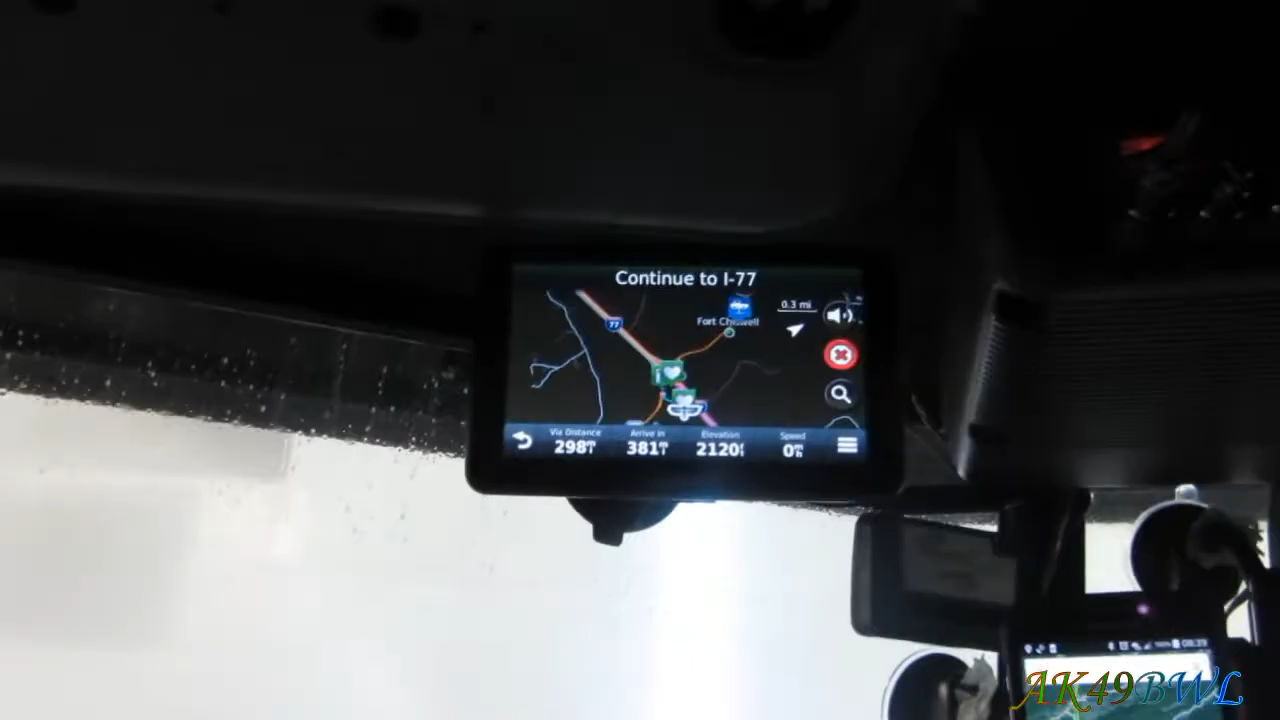 Continue to I-77
0.3 mi
77
Fort Chiswell
Via Distance
Arrive in
Elevation
Speed
298
381
2120
0
AK49BWL